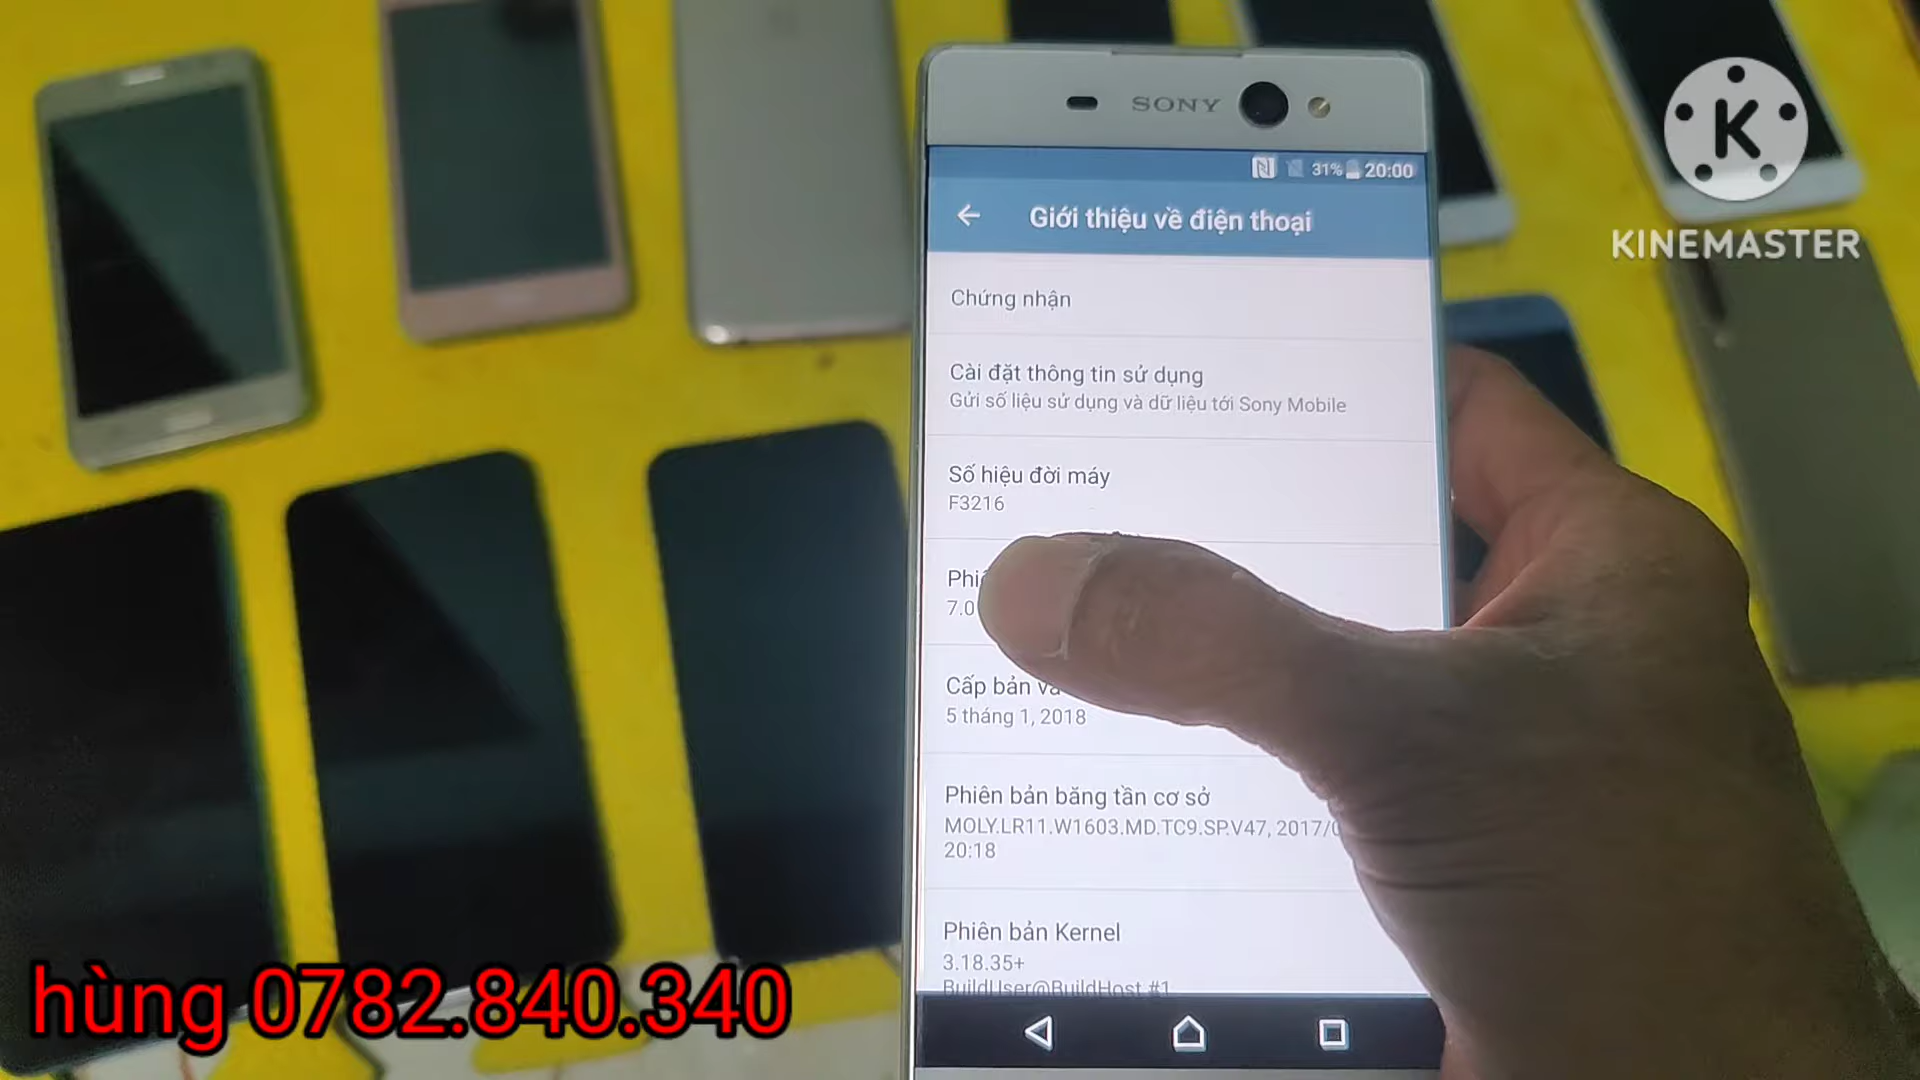 SONY
31% 20:00
Giới thiệu về điện thoại
Chứng nhận
Cài đặt thông tin sử dụng
Gửi số liệu sử dụng và dữ liệu tới Sony Mobile
Số hiệu đời máy
F3216
7.0
Cấp bản
5 tháng 1, 2018
Phiên bản băng tần cơ sở
MOLY.LR11.W1603.MD.TC9.SP.V47, 2017/
20:18
Phiên bản Kernel
3.18.35+
BuildUser@BuildHost #1
K
KINEMASTER
hùng 0782.840.340